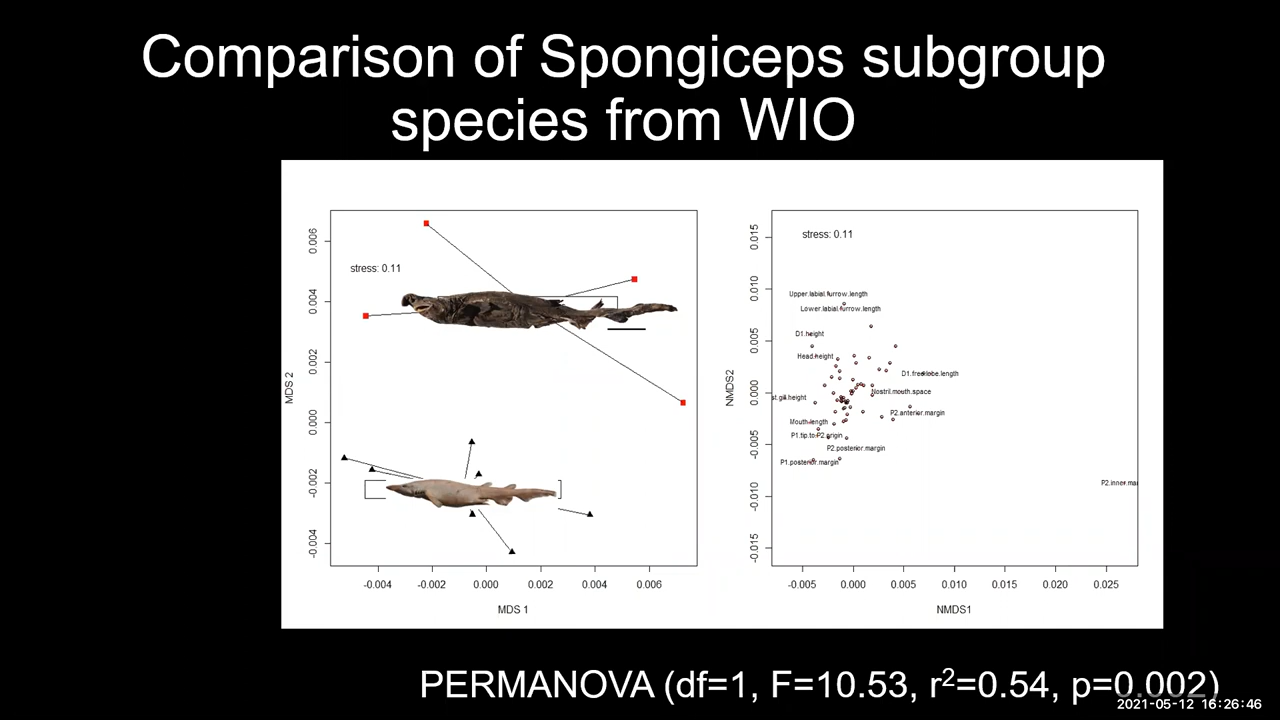 Comparison of Spongiceps subgroup
species from WIO
stress: 0.11
MDS 2
0.006
0.004
0.002
0.000
-0.002
-0.004
-0.004
-0.002
0.000
0.002
0.004
0.006
MDS 1
stress: 0.11
NMDS2
0.015
0.010
0.005
0.000
-0.005
-0.010
-0.015
Upper.labial.furrow.length
Lower.labial.furrow.length
D1.height
Head.height
D1.free.lobe.length
Nostril.mouth.space
st.gill.height
P2.anterior.margin
Mouth.length
P1.tip.to.P2.origin
P2.posterior.margin
P1.posterior.margin
P2.inner.mar
-0.005
0.000
0.005
0.010
0.015
0.020
0.025
NMDS1
PERMANOVA (df=1, F=10.53, r²=0.54, p=0.002)
2021-05-12 16:26:46